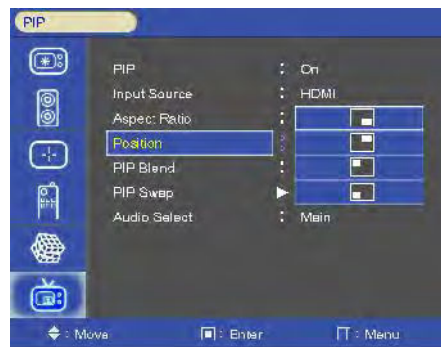 PIP
PIP : On
Input Source : HDMI
Aspect Ratio :
Position :
PIP Blend :
PIP Swap
Audio Select : Main
: Move : Enter : Menu